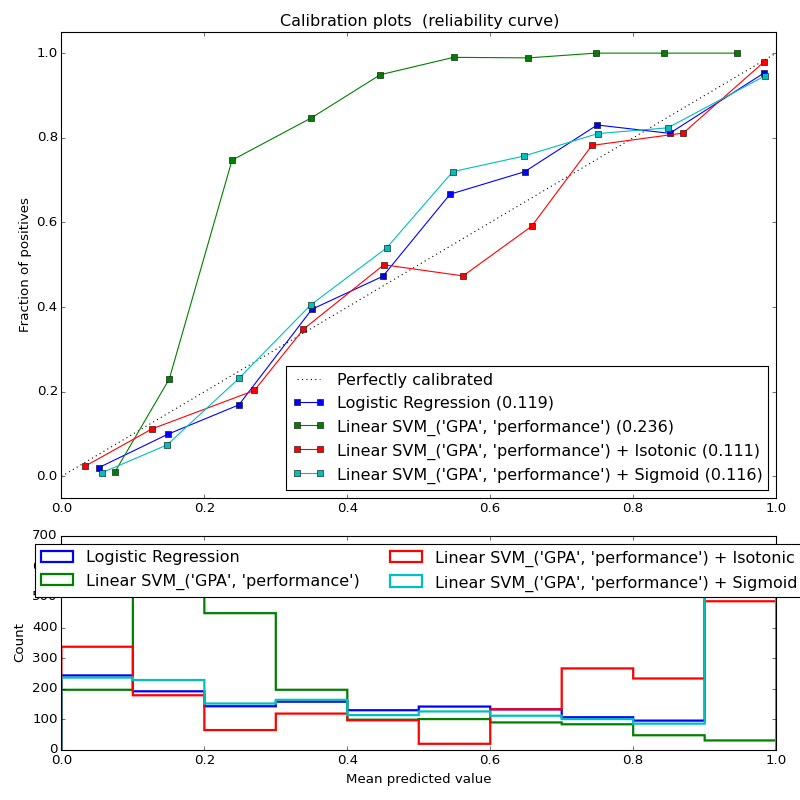 Calibration plots (reliability curve)
1.0
0.8
0.6
0.4
0.2
0.0
Fraction of positives
Perfectly calibrated
Logistic Regression (0.119)
Linear SVM_('GPA', 'performance') (0.236)
Linear SVM_('GPA', 'performance') + Isotonic (0.111)
Linear SVM_('GPA', 'performance') + Sigmoid (0.116)
0.0 0.2 0.4 0.6 0.8 1.0
700
Logistic Regression
Linear SVM_('GPA', 'performance')
Linear SVM_('GPA', 'performance') + Isotonic
Linear SVM_('GPA', 'performance') + Sigmoid
400
300
200
100
0
Count
0.0 0.2 0.4 0.6 0.8 1.0
Mean predicted value